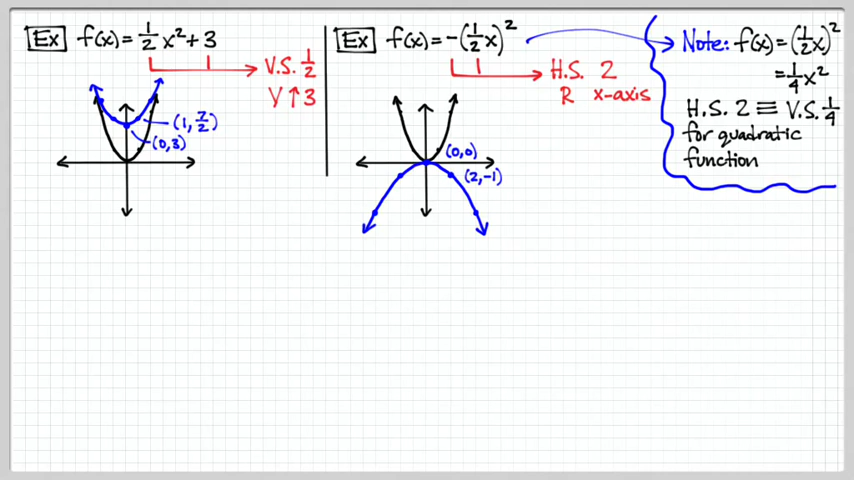 Ex f(x) = 1/2 x² + 3
V.S. 1/2
Y ↑ 3
(1, 7/2)
(0,3)
Ex f(x) = -(1/2 x)²
H.S. 2
R x-axis
(0,0)
(2,-1)
Note: f(x) = (1/2 x)²
= 1/4 x²
H.S. 2 ≡ V.S. 1/4
for quadratic
function